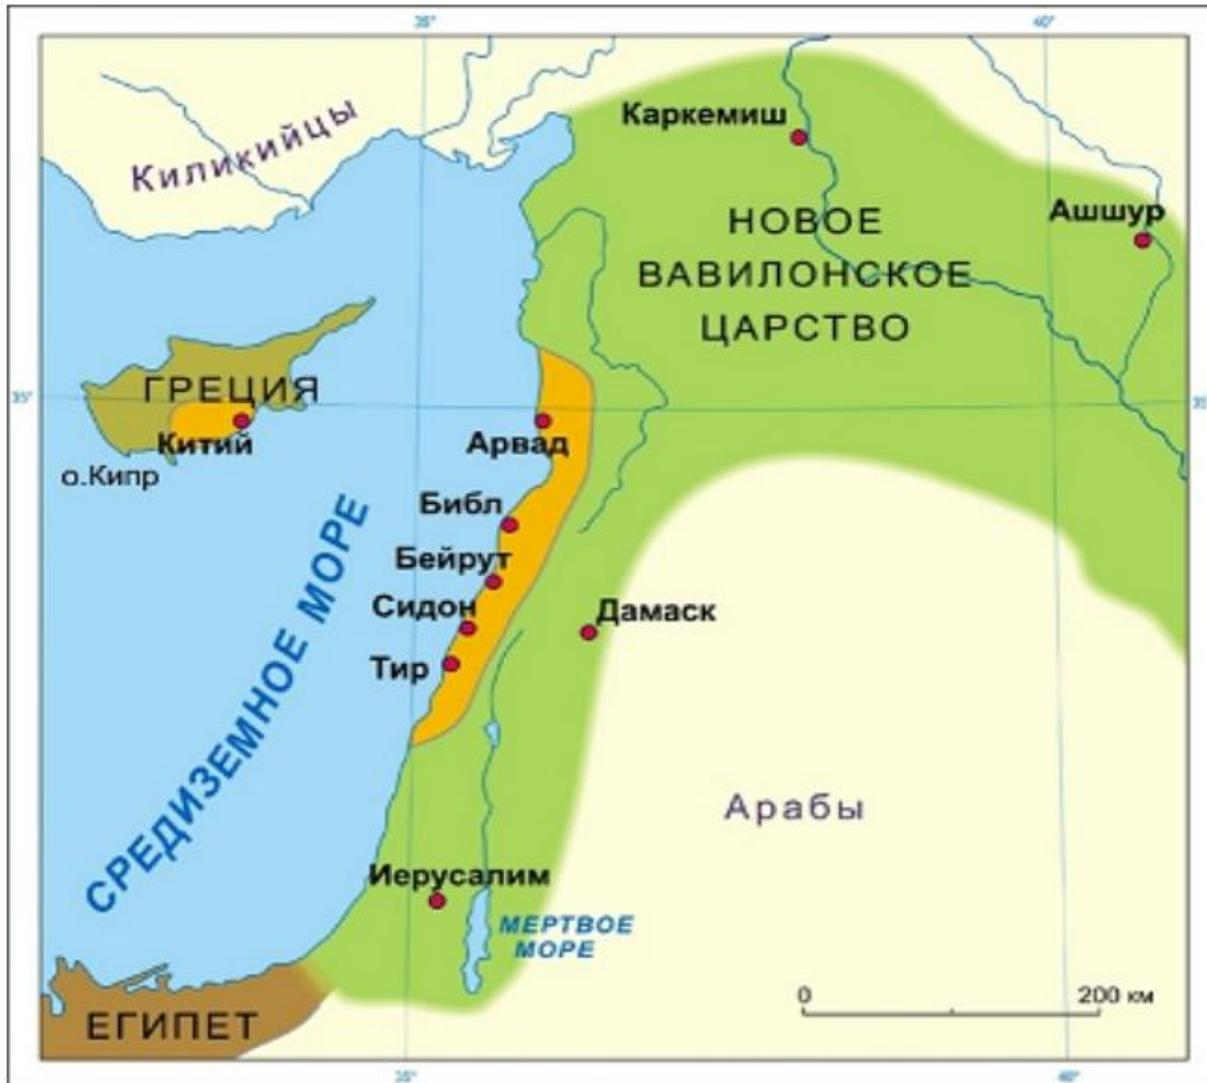 35°
40°
Киликийцы
Каркемиш
Ашшур
НОВОЕ
ВАВИЛОНСКОЕ
ЦАРСТВО
ГРЕЦИЯ
35°
35
Китий
о.Кипр
Арвад
Библ
Бейрут
Сидон
Тир
Дамаск
СРЕДИЗЕМНОЕ МОРЕ
Арабы
Иерусалим
МЕРТВОЕ
МОРЕ
0
200 км
ЕГИПЕТ
35°
40°